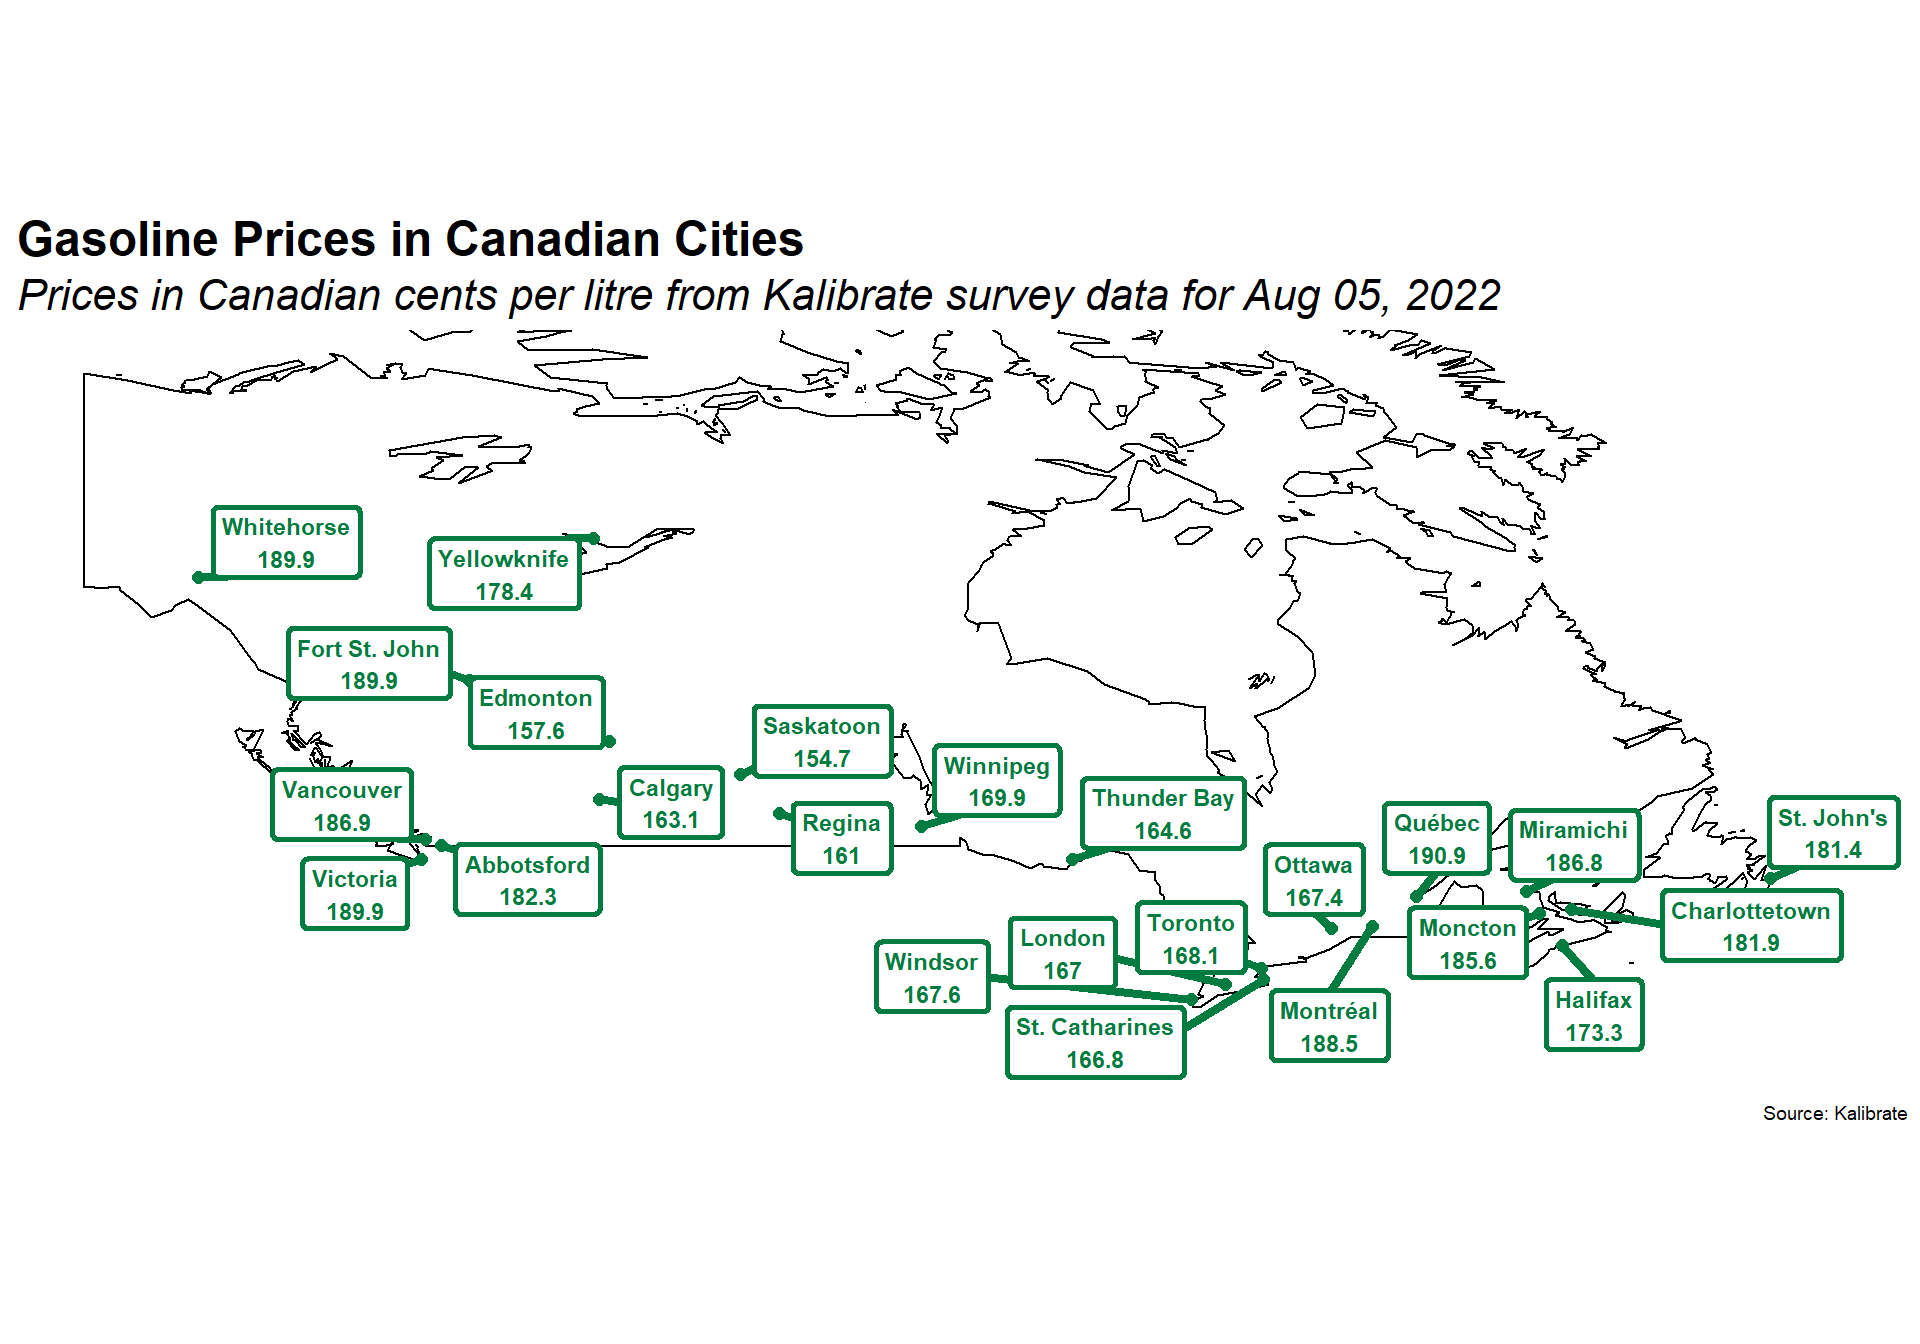 Gasoline Prices in Canadian Cities
Prices in Canadian cents per litre from Kalibrate survey data for Aug 05, 2022
Whitehorse
189.9
Yellowknife
178.4
Fort St. John
189.9
Edmonton
157.6
Saskatoon
154.7
Winnipeg
169.9
Calgary
163.1
Vancouver
186.9
Thunder Bay
164.6
Regina
161
Québec
190.9
Miramichi
186.8
St. John's
181.4
Victoria
189.9
Abbotsford
182.3
Ottawa
167.4
Charlottetown
181.9
Toronto
168.1
Moncton
185.6
London
167
Windsor
167.6
Halifax
173.3
Montréal
188.5
St. Catharines
166.8
Source: Kalibrate